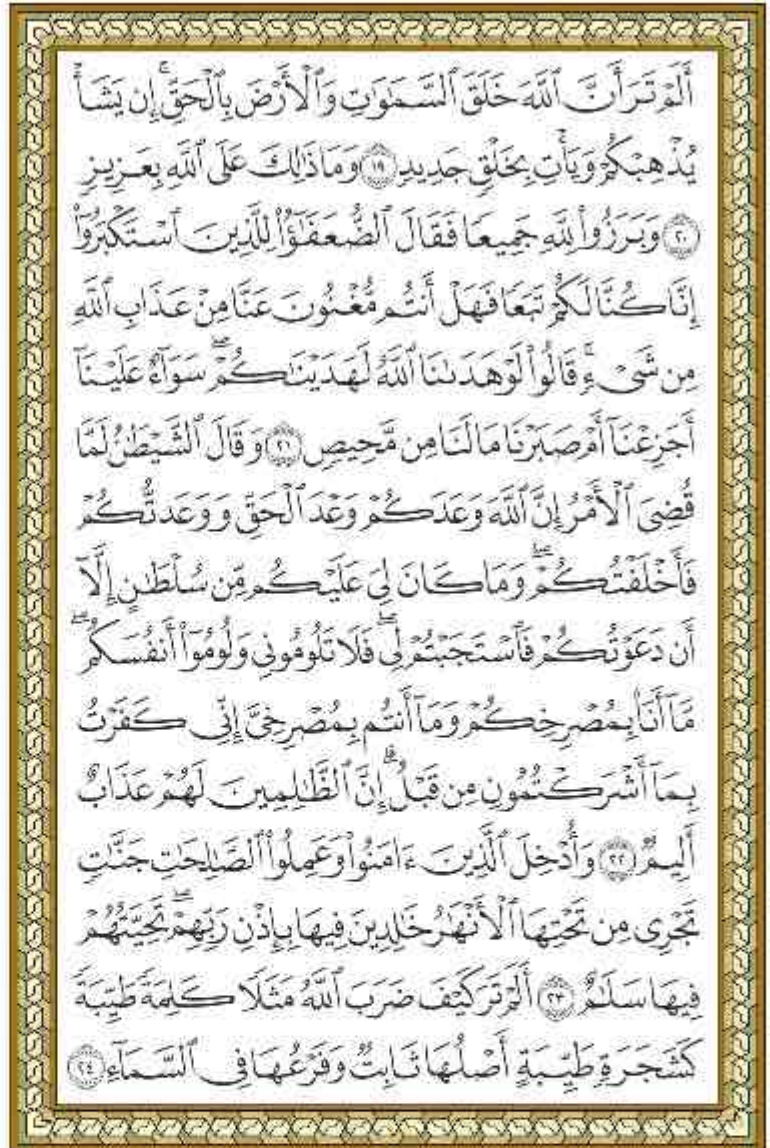 أَلَمْ تَرَ أَنَّ ٱللَّهَ خَلَقَ ٱلسَّمَٰوَٰتِ وَٱلْأَرْضَ بِٱلْحَقِّ ۚ إِن يَشَأْ
يُذْهِبْكُمْ وَيَأْتِ بِخَلْقٍ جَدِيدٍ ١٩ وَمَا ذَٰلِكَ عَلَى ٱللَّهِ بِعَزِيزٍ
٢٠ وَبَرَزُوا۟ لِلَّهِ جَمِيعًا فَقَالَ ٱلضُّعَفَٰٓؤُا۟ لِلَّذِينَ ٱسْتَكْبَرُوٓا۟
إِنَّا كُنَّا لَكُمْ تَبَعًا فَهَلْ أَنتُم مُّغْنُونَ عَنَّا مِنْ عَذَابِ ٱللَّهِ
مِن شَىْءٍ ۚ قَالُوا۟ لَوْ هَدَىٰنَا ٱللَّهُ لَهَدَيْنَٰكُمْ ۖ سَوَآءٌ عَلَيْنَآ
أَجَزِعْنَآ أَمْ صَبَرْنَا مَا لَنَا مِن مَّحِيصٍ ٢١ وَقَالَ ٱلشَّيْطَٰنُ لَمَّا
قُضِىَ ٱلْأَمْرُ إِنَّ ٱللَّهَ وَعَدَكُمْ وَعْدَ ٱلْحَقِّ وَوَعَدتُّكُمْ
فَأَخْلَفْتُكُمْ ۖ وَمَا كَانَ لِىَ عَلَيْكُم مِّن سُلْطَٰنٍ إِلَّآ
أَن دَعَوْتُكُمْ فَٱسْتَجَبْتُمْ لِى ۖ فَلَا تَلُومُونِى وَلُومُوٓا۟ أَنفُسَكُم ۖ
مَّآ أَنَا۠ بِمُصْرِخِكُمْ وَمَآ أَنتُم بِمُصْرِخِىَّ ۖ إِنِّى كَفَرْتُ
بِمَآ أَشْرَكْتُمُونِ مِن قَبْلُ ۗ إِنَّ ٱلظَّٰلِمِينَ لَهُمْ عَذَابٌ
أَلِيمٌ ٢٢ وَأُدْخِلَ ٱلَّذِينَ ءَامَنُوا۟ وَعَمِلُوا۟ ٱلصَّٰلِحَٰتِ جَنَّٰتٍ
تَجْرِى مِن تَحْتِهَا ٱلْأَنْهَٰرُ خَٰلِدِينَ فِيهَا بِإِذْنِ رَبِّهِمْ ۖ تَحِيَّتُهُمْ
فِيهَا سَلَٰمٌ ٢٣ أَلَمْ تَرَ كَيْفَ ضَرَبَ ٱللَّهُ مَثَلًا كَلِمَةً طَيِّبَةً
كَشَجَرَةٍ طَيِّبَةٍ أَصْلُهَا ثَابِتٌ وَفَرْعُهَا فِى ٱلسَّمَآءِ ٢٤